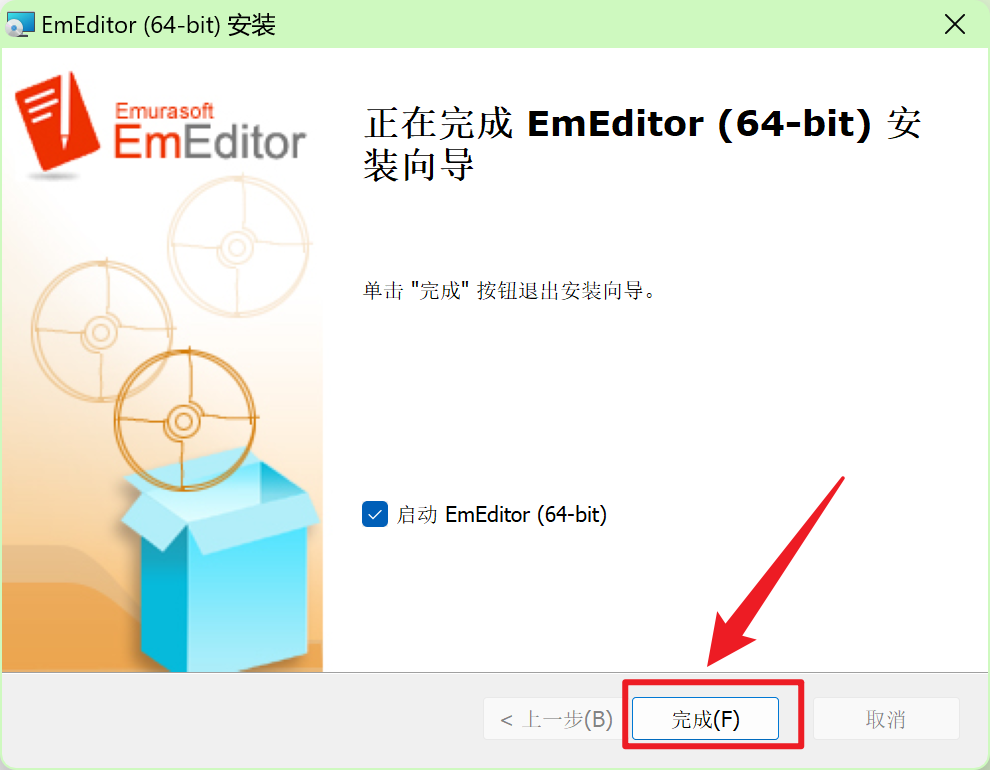 EmEditor (64-bit) 安装
Emurasoft
EmEditor
正在完成 EmEditor (64-bit) 安
装向导
单击 "完成" 按钮退出安装向导。
启动 EmEditor (64-bit)
< 上一步(B)
完成(F)
取消